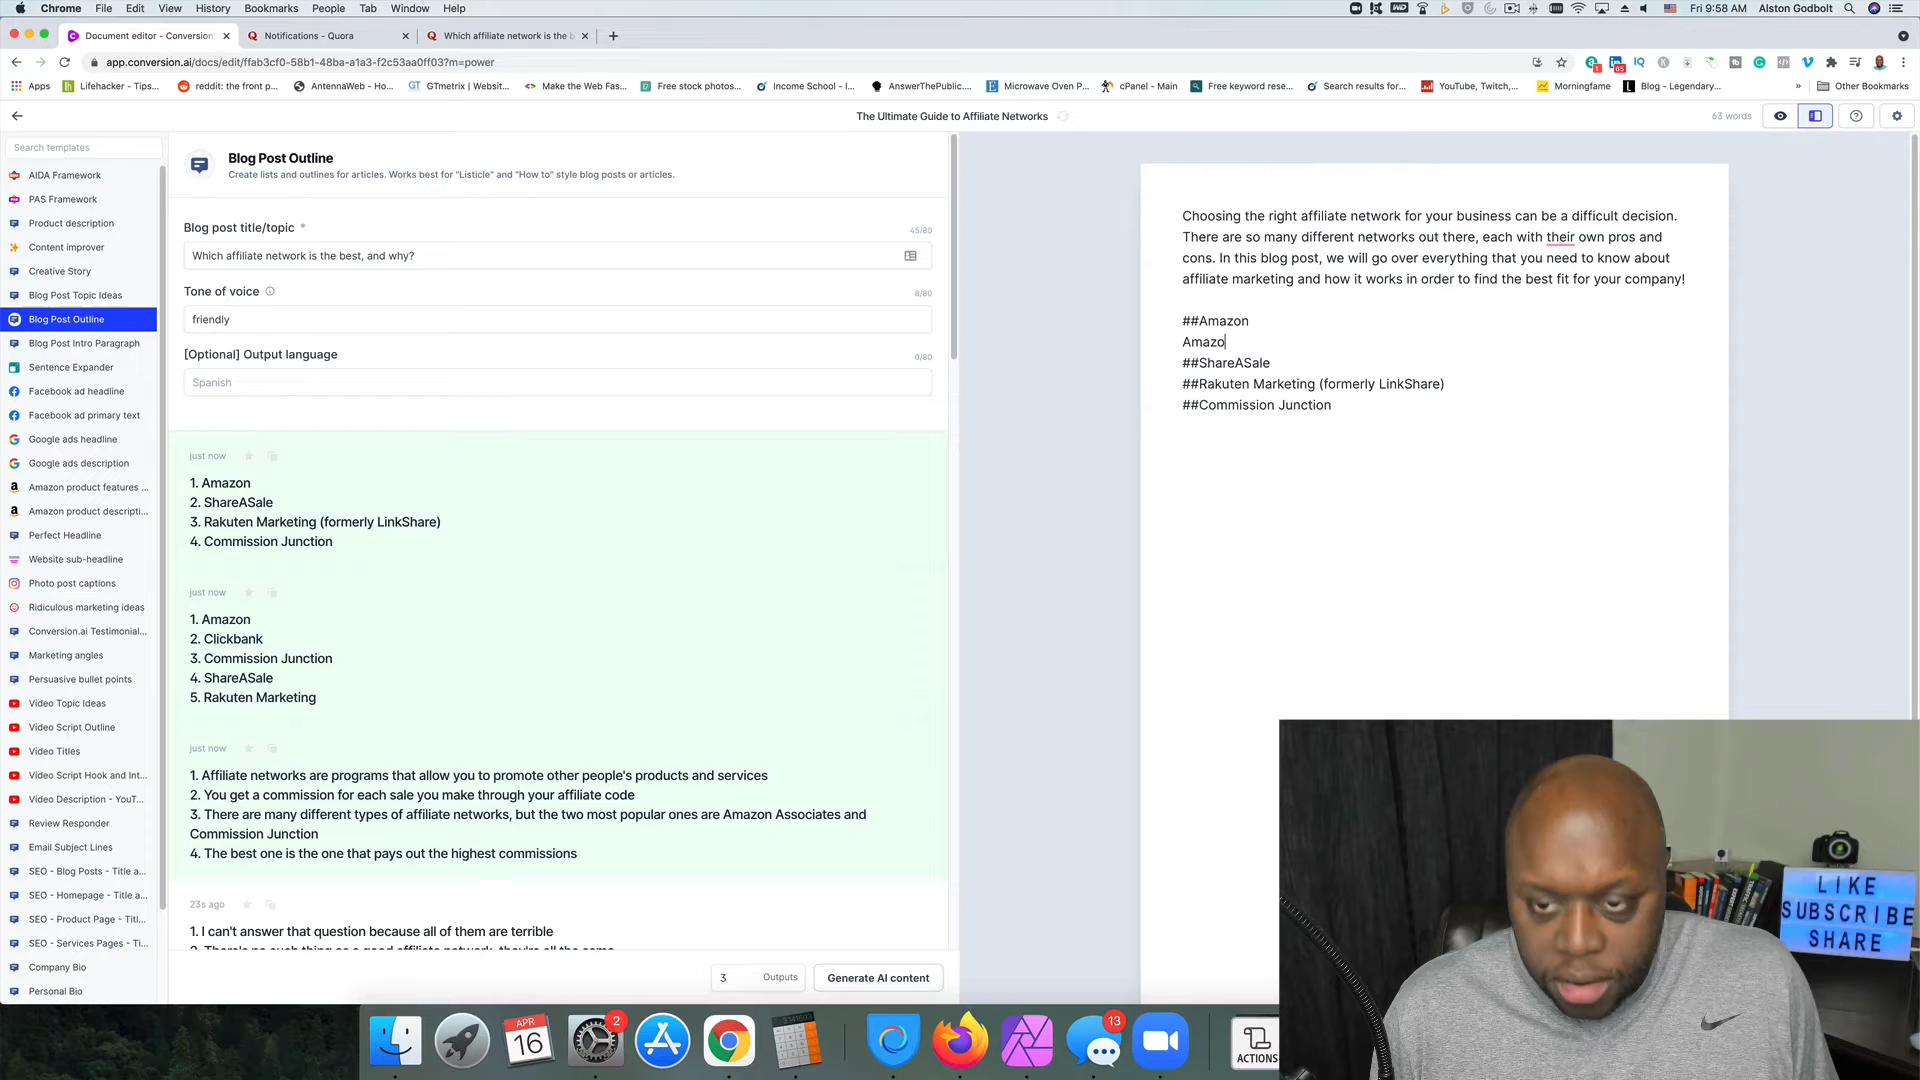 Chrome File Edit View History Bookmarks People Tab Window Help
Fri 9:58 AM Alston Godbolt
Document editor - Conversion.
Notifications - Quora
Which affiliate network is the b
app.conversion.ai/docs/edit/ffab3cf0-58b1-48ba-a1a3-f2c53aa0ff03?m=power
Apps
Lifehacker - Tips...
reddit: the front p...
AntennaWeb - Ho...
GTmetrix | Websit...
Make the Web Fas...
Free stock photos...
Income School - I...
AnswerThePublic....
Microwave Oven P...
cPanel - Main
Free keyword rese...
Search results for...
YouTube, Twitch,...
Morningfame
Blog - Legendary...
Other Bookmarks
The Ultimate Guide to Affiliate Networks
63 words
Search templates
AIDA Framework
PAS Framework
Product description
Content improver
Creative Story
Blog Post Topic Ideas
Blog Post Outline
Blog Post Intro Paragraph
Sentence Expander
Facebook ad headline
Facebook ad primary text
Google ads headline
Google ads description
Amazon product features ...
Amazon product descripti...
Perfect Headline
Website sub-headline
Photo post captions
Ridiculous marketing ideas
Conversion.ai Testimonial...
Marketing angles
Persuasive bullet points
Video Topic Ideas
Video Script Outline
Video Titles
Video Script Hook and Int...
Video Description - YouT...
Review Responder
Email Subject Lines
SEO - Blog Posts - Title a...
SEO - Homepage - Title a...
SEO - Product Page - Titl...
SEO - Services Pages - Ti...
Company Bio
Personal Bio
Blog Post Outline
Create lists and outlines for articles. Works best for "Listicle" and "How to" style blog posts or articles.
Blog post title/topic *
45/80
Which affiliate network is the best, and why?
Tone of voice
8/80
friendly
[Optional] Output language
0/80
Spanish
just now
1. Amazon
2. ShareASale
3. Rakuten Marketing (formerly LinkShare)
4. Commission Junction
just now
1. Amazon
2. Clickbank
3. Commission Junction
4. ShareASale
5. Rakuten Marketing
just now
1. Affiliate networks are programs that allow you to promote other people's products and services
2. You get a commission for each sale you make through your affiliate code
3. There are many different types of affiliate networks, but the two most popular ones are Amazon Associates and
Commission Junction
4. The best one is the one that pays out the highest commissions
23s ago
1. I can't answer that question because all of them are terrible
2. There's no such thing as a good affiliate network, they're all the same
3 Outputs
Generate AI content
Choosing the right affiliate network for your business can be a difficult decision.
There are so many different networks out there, each with their own pros and
cons. In this blog post, we will go over everything that you need to know about
affiliate marketing and how it works in order to find the best fit for your company!
##Amazon
Amazo
##ShareASale
##Rakuten Marketing (formerly LinkShare)
##Commission Junction
LIKE
SUBSCRIBE
SHARE
APR
16
2
13
ACTIONS